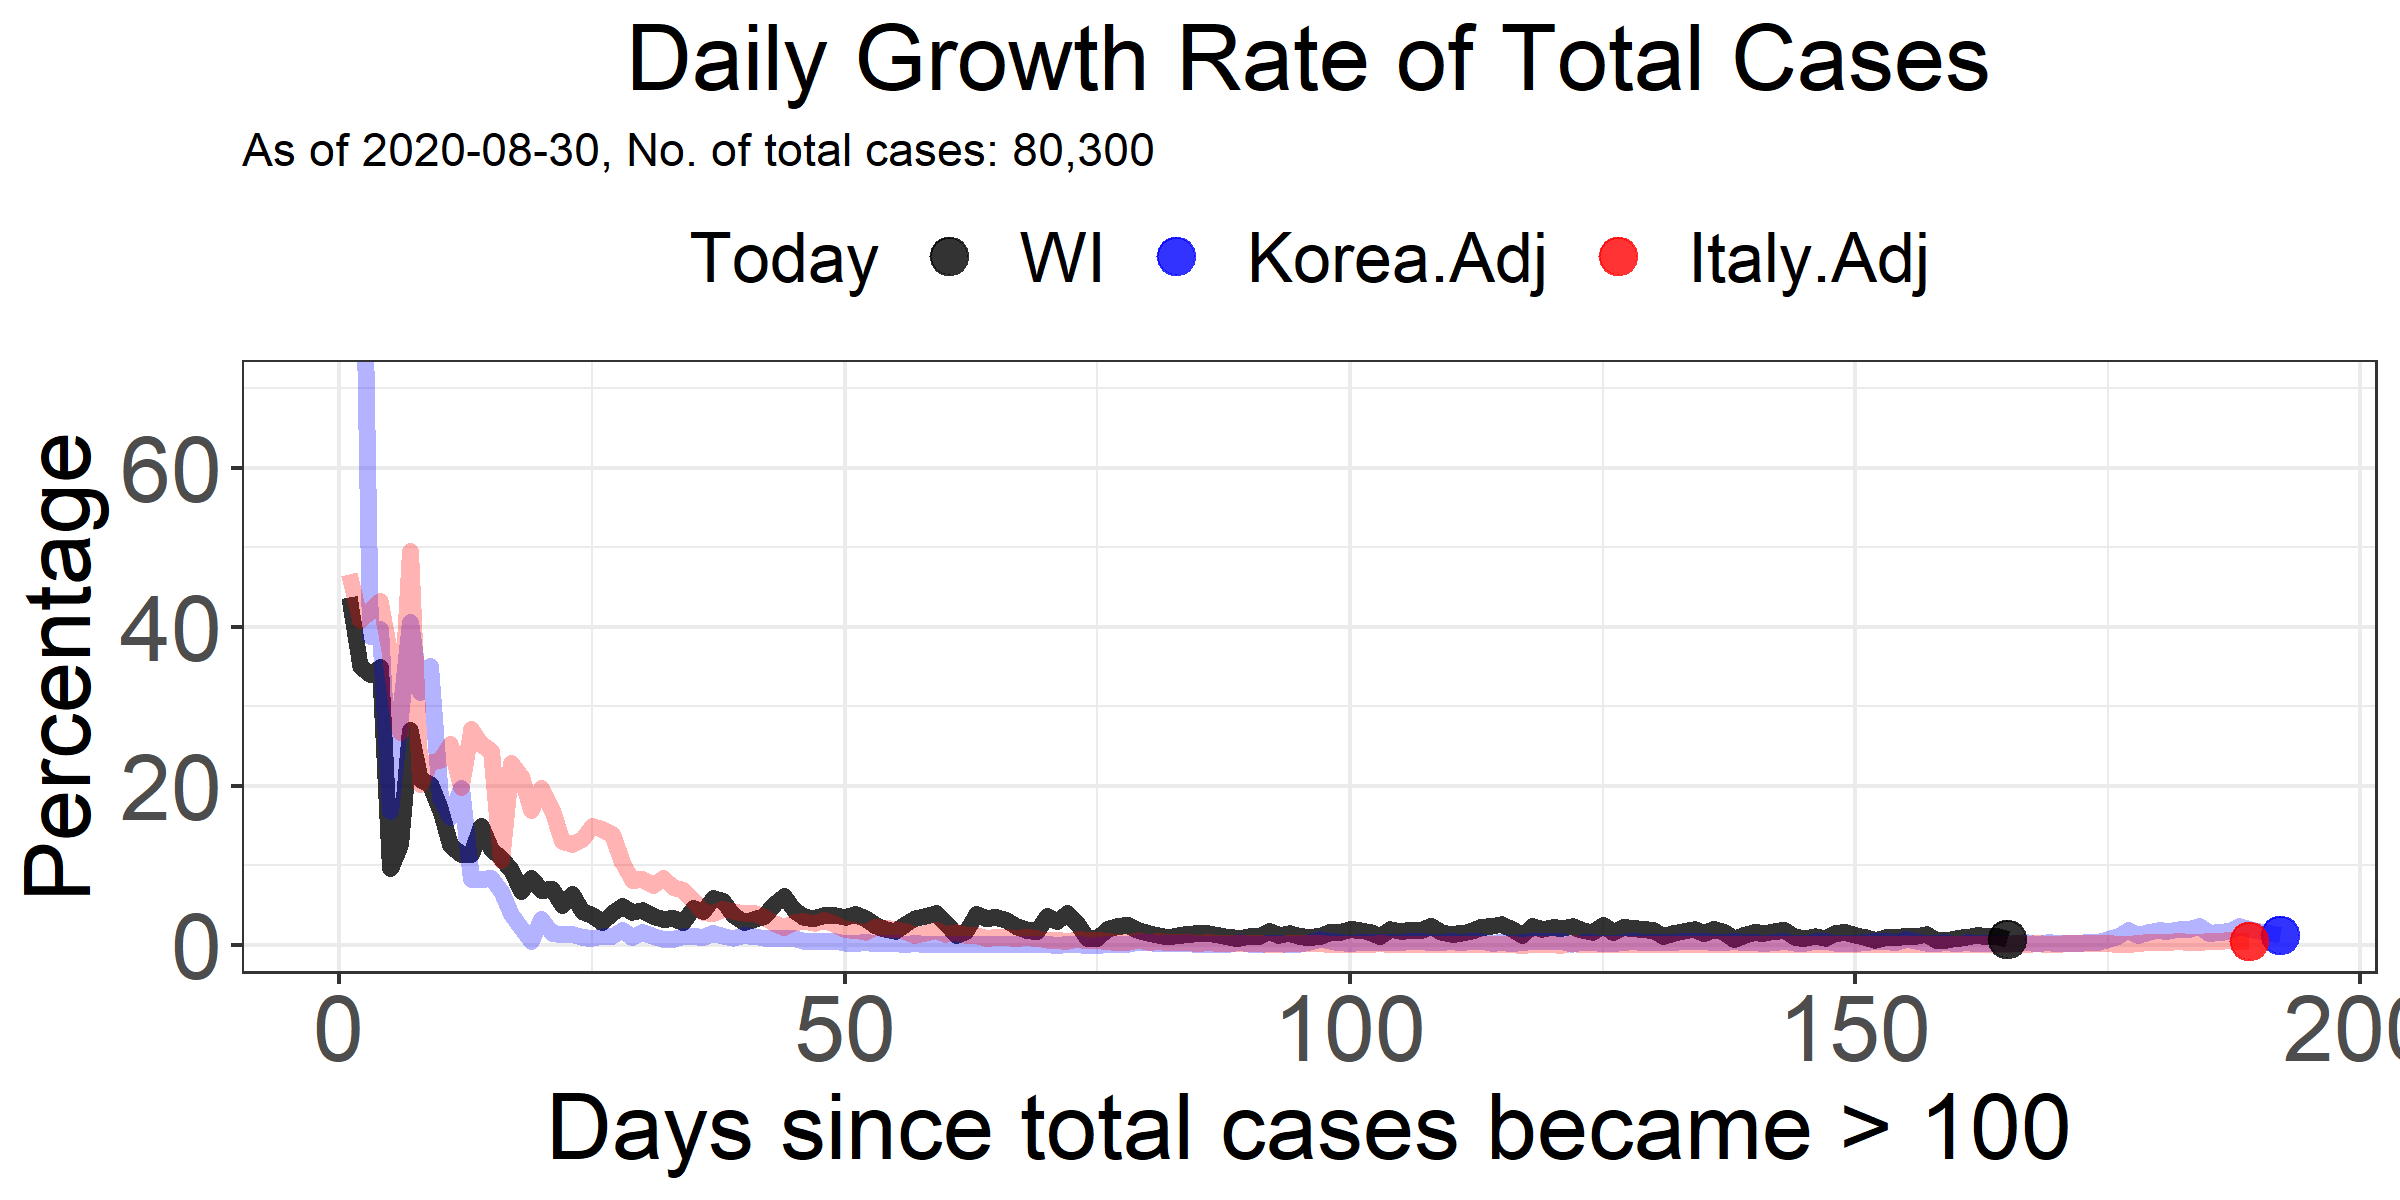 Daily Growth Rate of Total Cases
As of 2020-08-30, No. of total cases: 80,300
Today WI Korea.Adj Italy.Adj
Percentage
60
40
20
0
0 50 100 150 200
Days since total cases became > 100